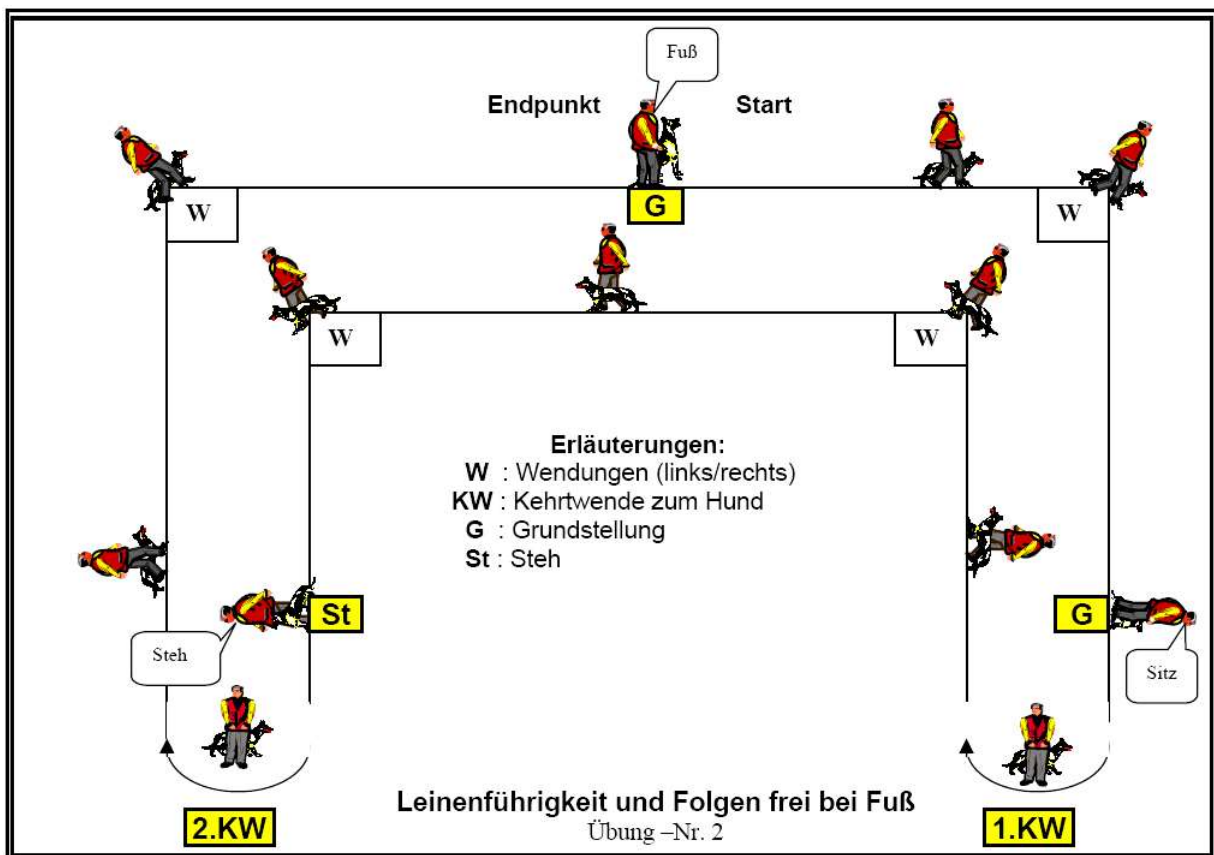 Fuß
Endpunkt
Start
W
G
W
W
W
Erläuterungen:
W : Wendungen (links/rechts)
KW : Kehrtwende zum Hund
G : Grundstellung
St : Steh
St
G
Steh
Sitz
Leinenführigkeit und Folgen frei bei Fuß
2.KW
Übung –Nr. 2
1.KW